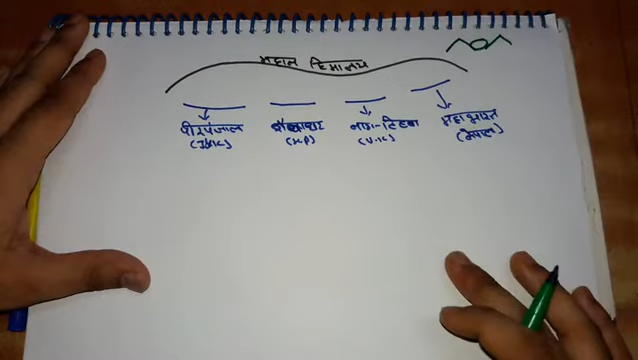 महान हिमालय
पीरपंजाल धौलाधार नाग-टिब्बा महाभारत
(J&K) (H.P) (U.K) (नेपाल)